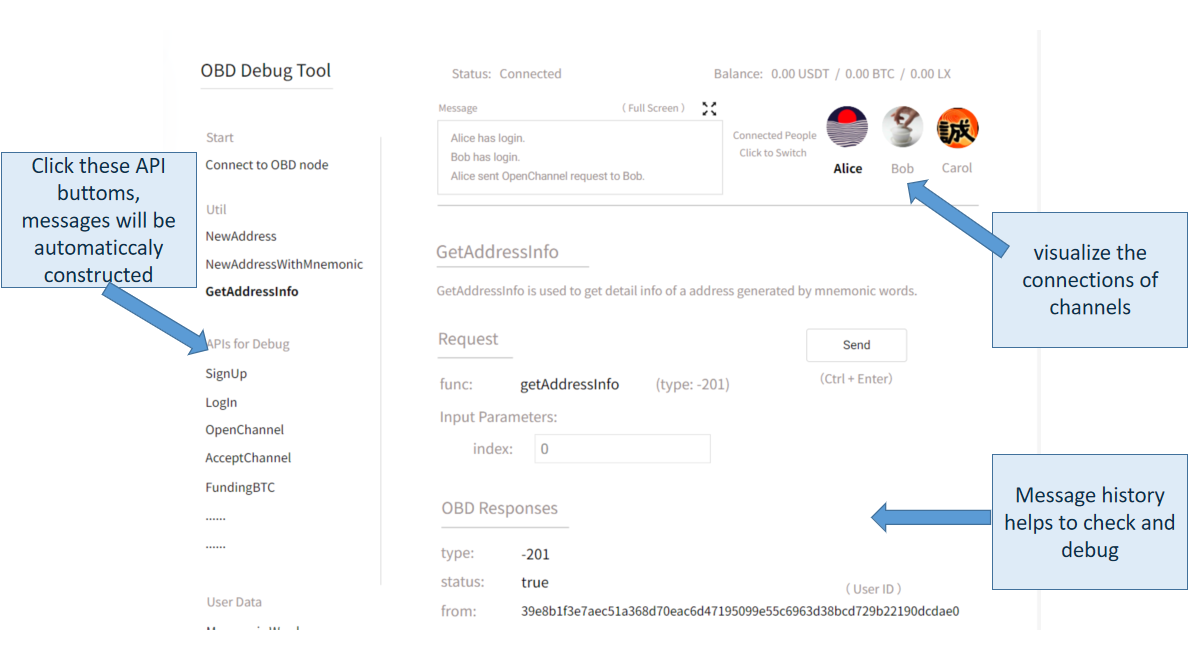 OBD Debug Tool
Status: Connected
Balance: 0.00 USDT / 0.00 BTC / 0.00 LX
Message
( Full Screen )
Alice has login.
Bob has login.
Alice sent OpenChannel request to Bob.
Connected People
Click to Switch
誠
Alice
Bob
Carol
Start
Connect to OBD node
Util
NewAddress
NewAddressWithMnemonic
GetAddressInfo
APIs for Debug
SignUp
LogIn
OpenChannel
AcceptChannel
FundingBTC
......
......
User Data
Click these API
buttoms,
messages will be
automaticcaly
constructed
visualize the
connections of
channels
GetAddressInfo
GetAddressInfo is used to get detail info of a address generated by mnemonic words.
Request
Send
(Ctrl + Enter)
func: getAddressInfo (type: -201)
Input Parameters:
index: 0
OBD Responses
type: -201
status: true
( User ID )
from: 39e8b1f3e7aec51a368d70eac6d47195099e55c6963d38bcd729b22190dcdae0
Message history
helps to check and
debug